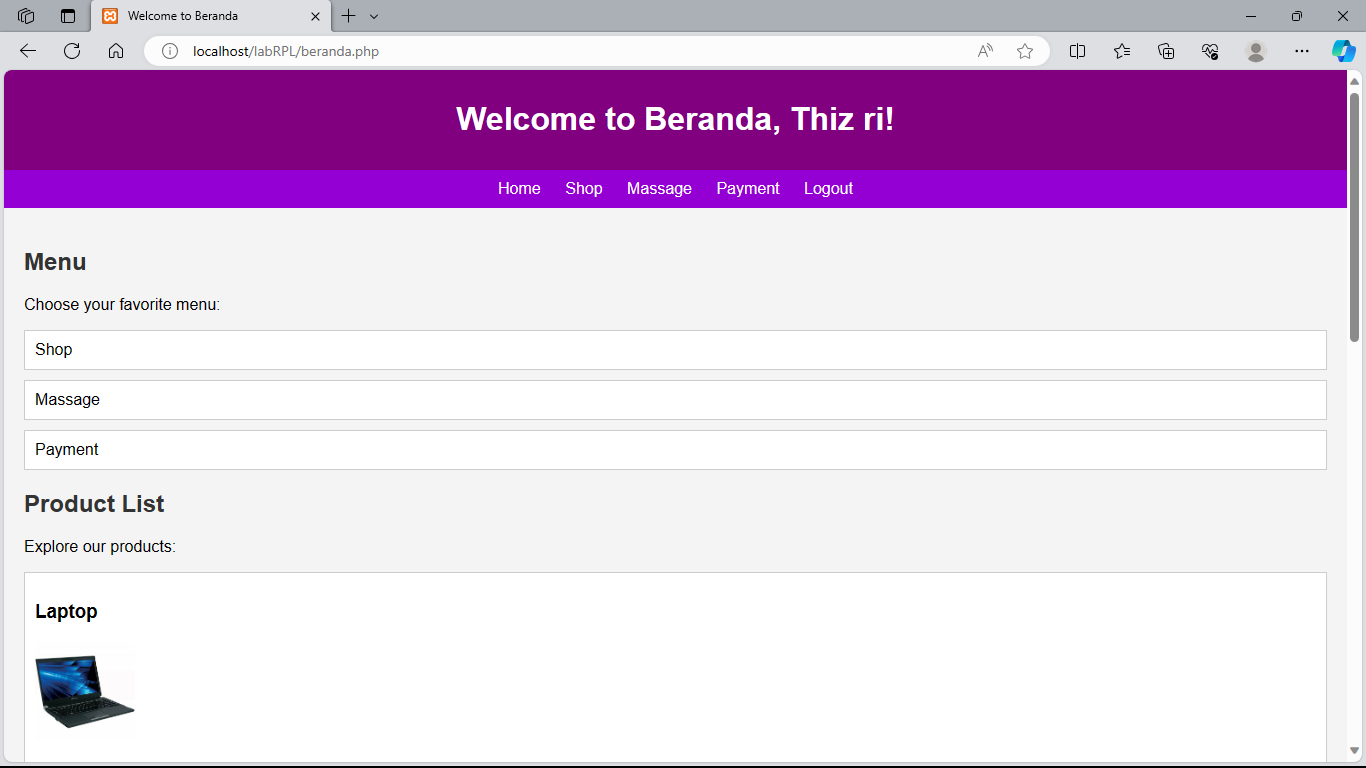 Welcome to Beranda
localhost/labRPL/beranda.php
Welcome to Beranda, Thiz ri!
Home Shop Massage Payment Logout
Menu
Choose your favorite menu:
Shop
Massage
Payment
Product List
Explore our products:
Laptop